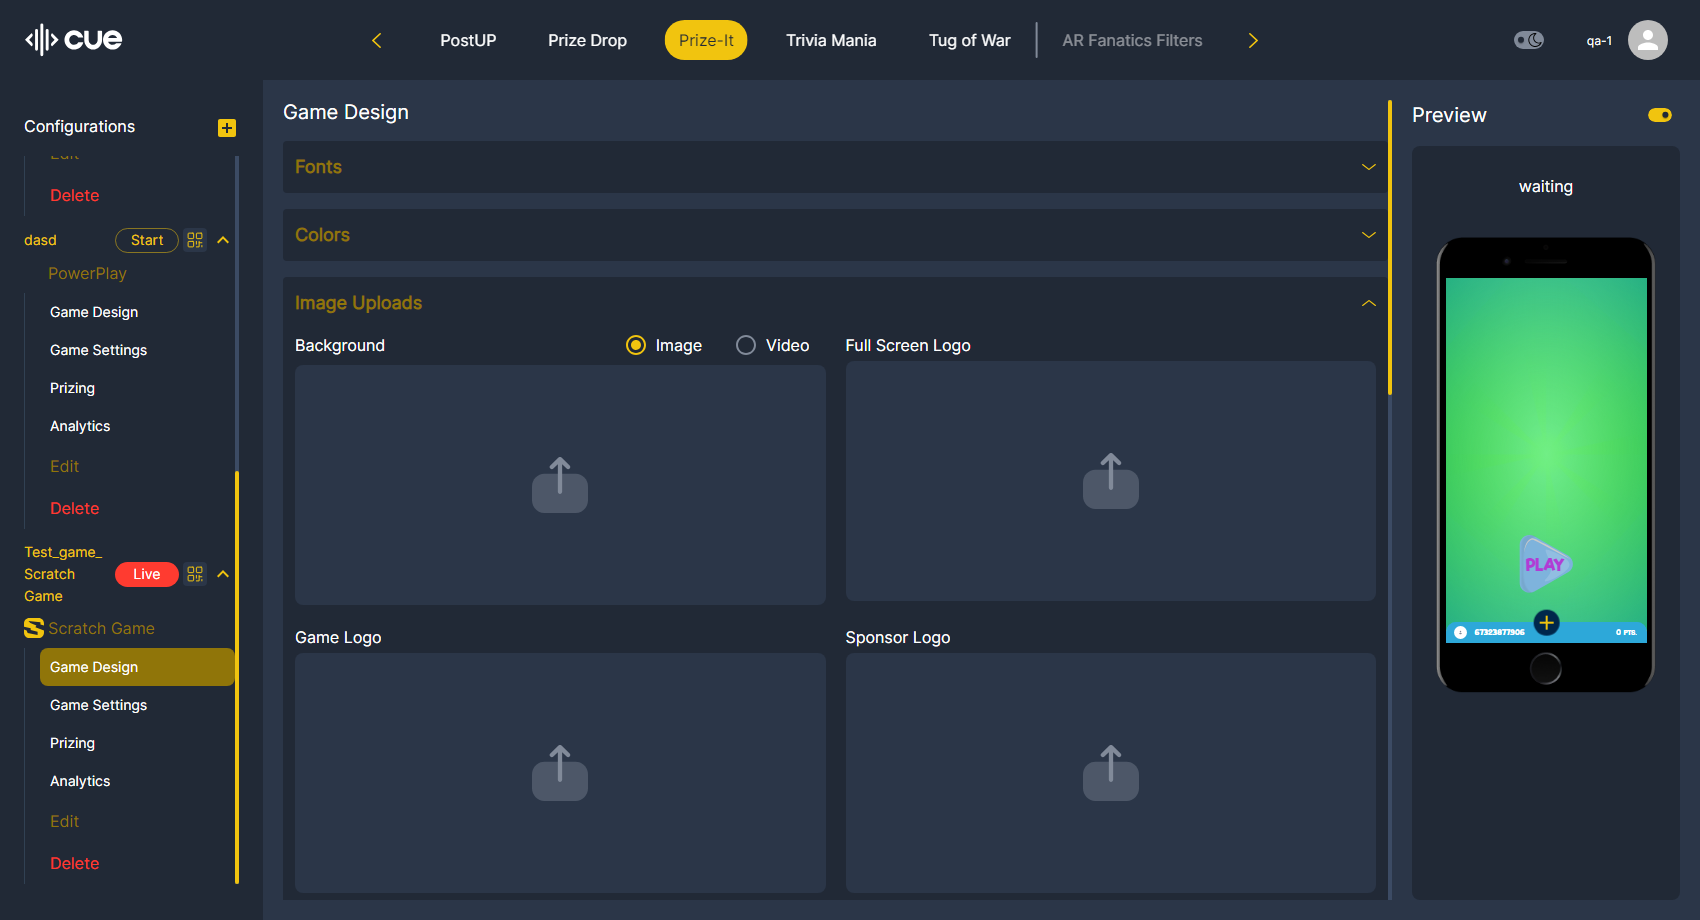 cue
PostUP
Prize Drop
Prize-It
Trivia Mania
Tug of War
AR Fanatics Filters
qa-1
Configurations
Edit
Delete
dasd
Start
PowerPlay
Game Design
Game Settings
Prizing
Analytics
Edit
Delete
Test_game_
Scratch
Game
Live
Scratch Game
Game Design
Game Settings
Prizing
Analytics
Edit
Delete
Game Design
Fonts
Colors
Image Uploads
Background
Image
Video
Full Screen Logo
Game Logo
Sponsor Logo
Preview
waiting
PLAY
0 PTS.